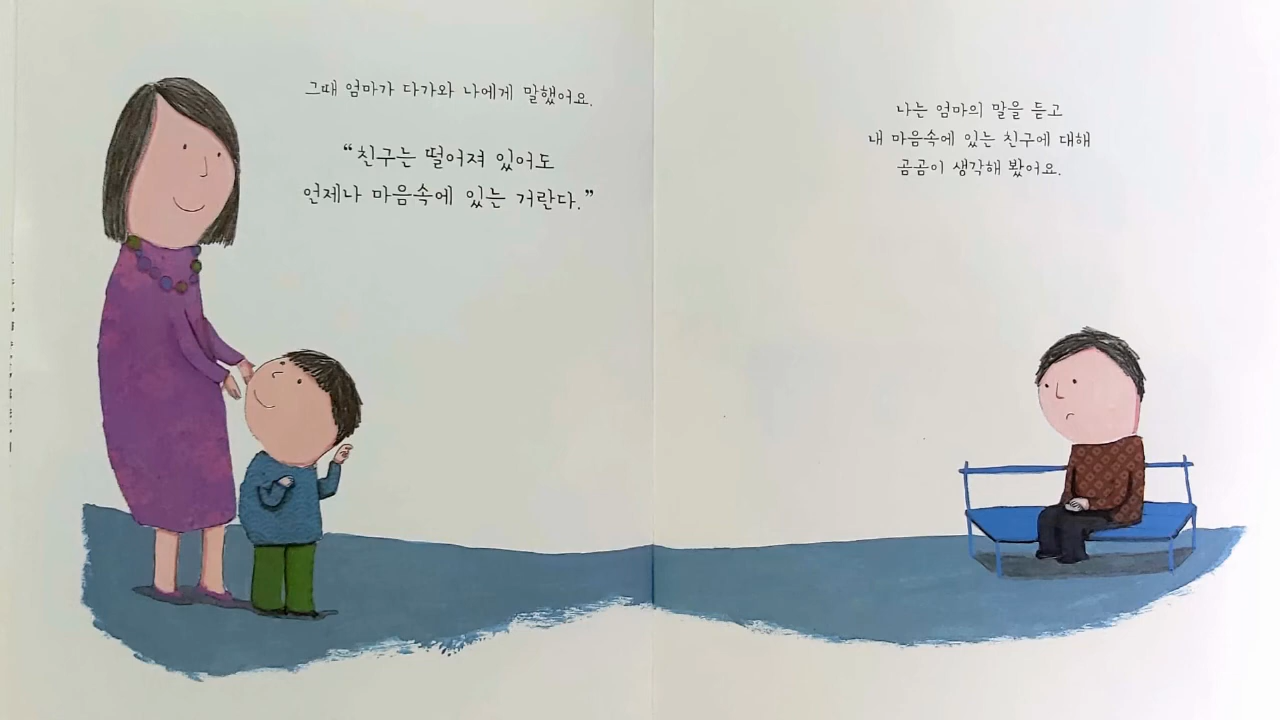 그때 엄마가 다가와 나에게 말했어요.
“친구는 떨어져 있어도
언제나 마음속에 있는 거란다.”
나는 엄마의 말을 듣고
내 마음속에 있는 친구에 대해
곰곰이 생각해 봤어요.